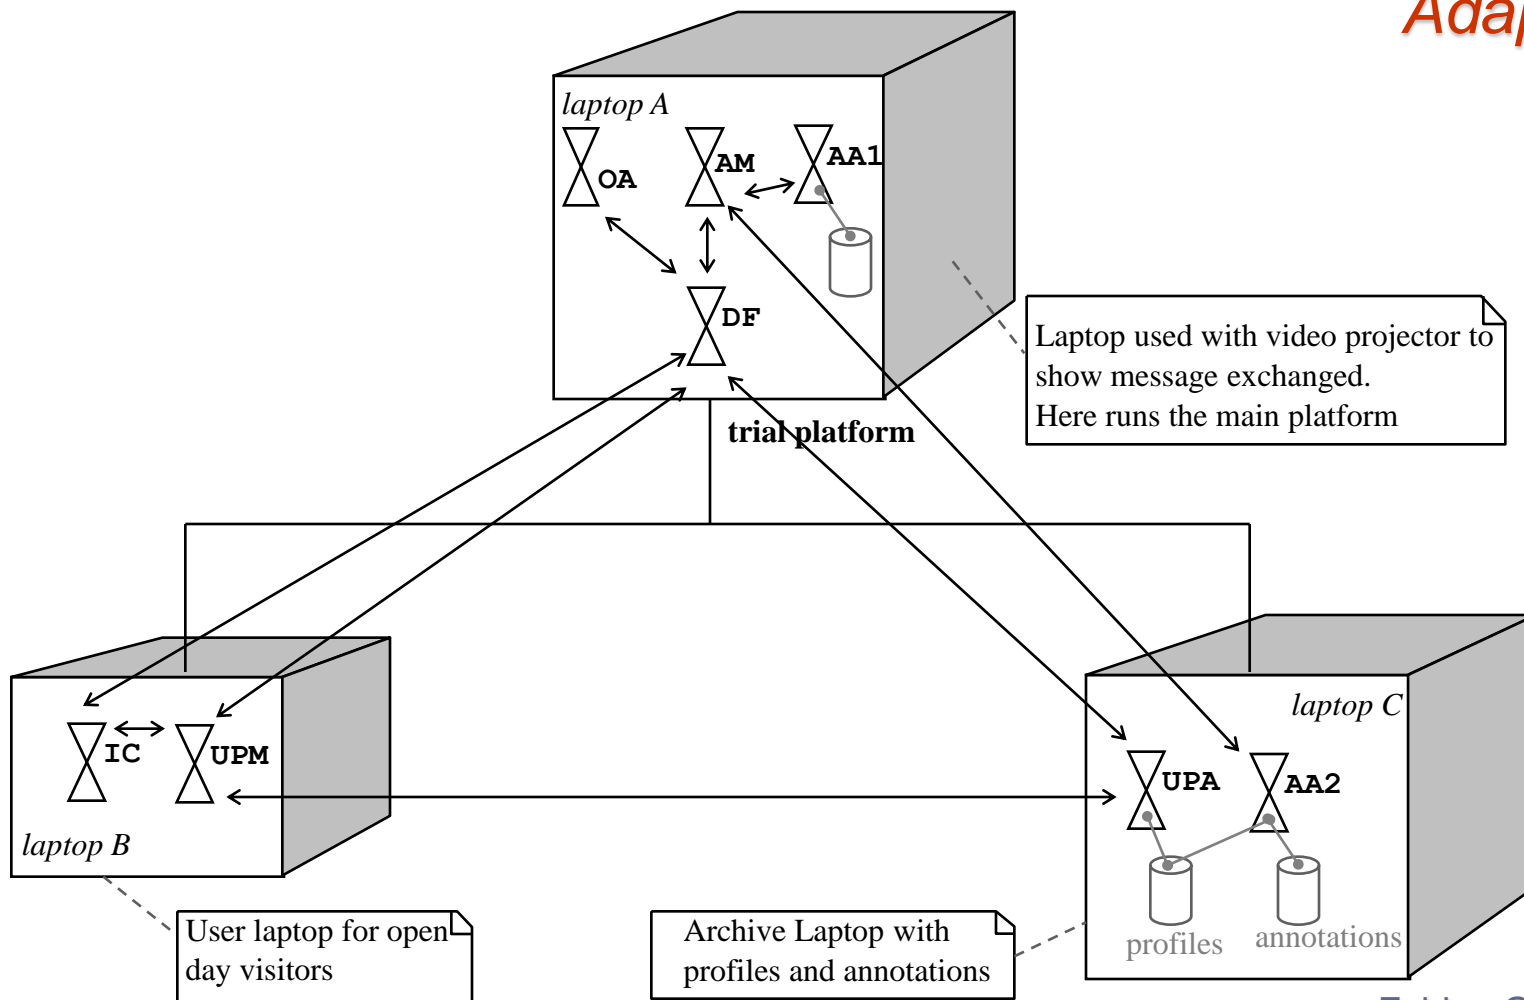 Adap
laptop A
OA
AM
AA1
DF
Laptop used with video projector to
show message exchanged.
Here runs the main platform
trial platform
IC
UPM
laptop B
laptop C
UPA
AA2
profiles
annotations
User laptop for open
day visitors
Archive Laptop with
profiles and annotations